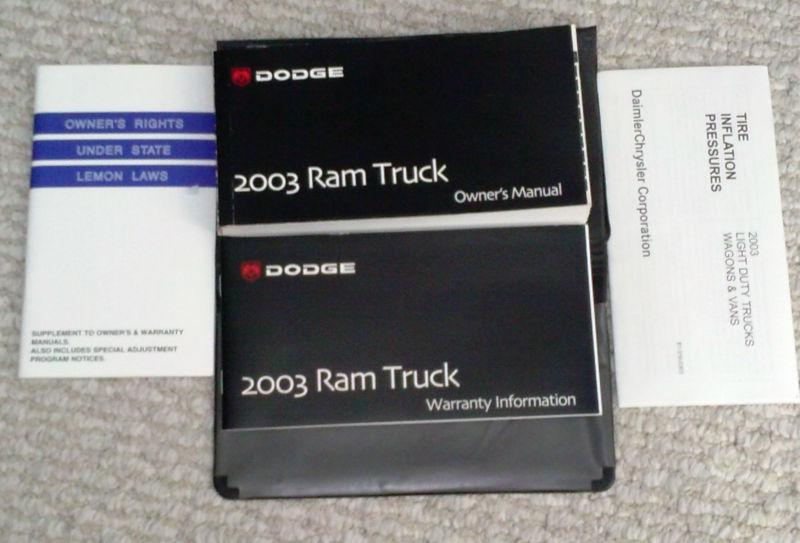 OWNER'S RIGHTS
UNDER STATE
LEMON LAWS
SUPPLEMENT TO OWNER'S & WARRANTY
MANUALS.
ALSO INCLUDES SPECIAL ADJUSTMENT
PROGRAM NOTICES.
DODGE
2003 Ram Truck
Owner's Manual
DODGE
2003 Ram Truck
Warranty Information
TIRE
INFLATION
PRESSURES
2003
LIGHT DUTY TRUCKS
WAGONS & VANS
DaimlerChrysler Corporation